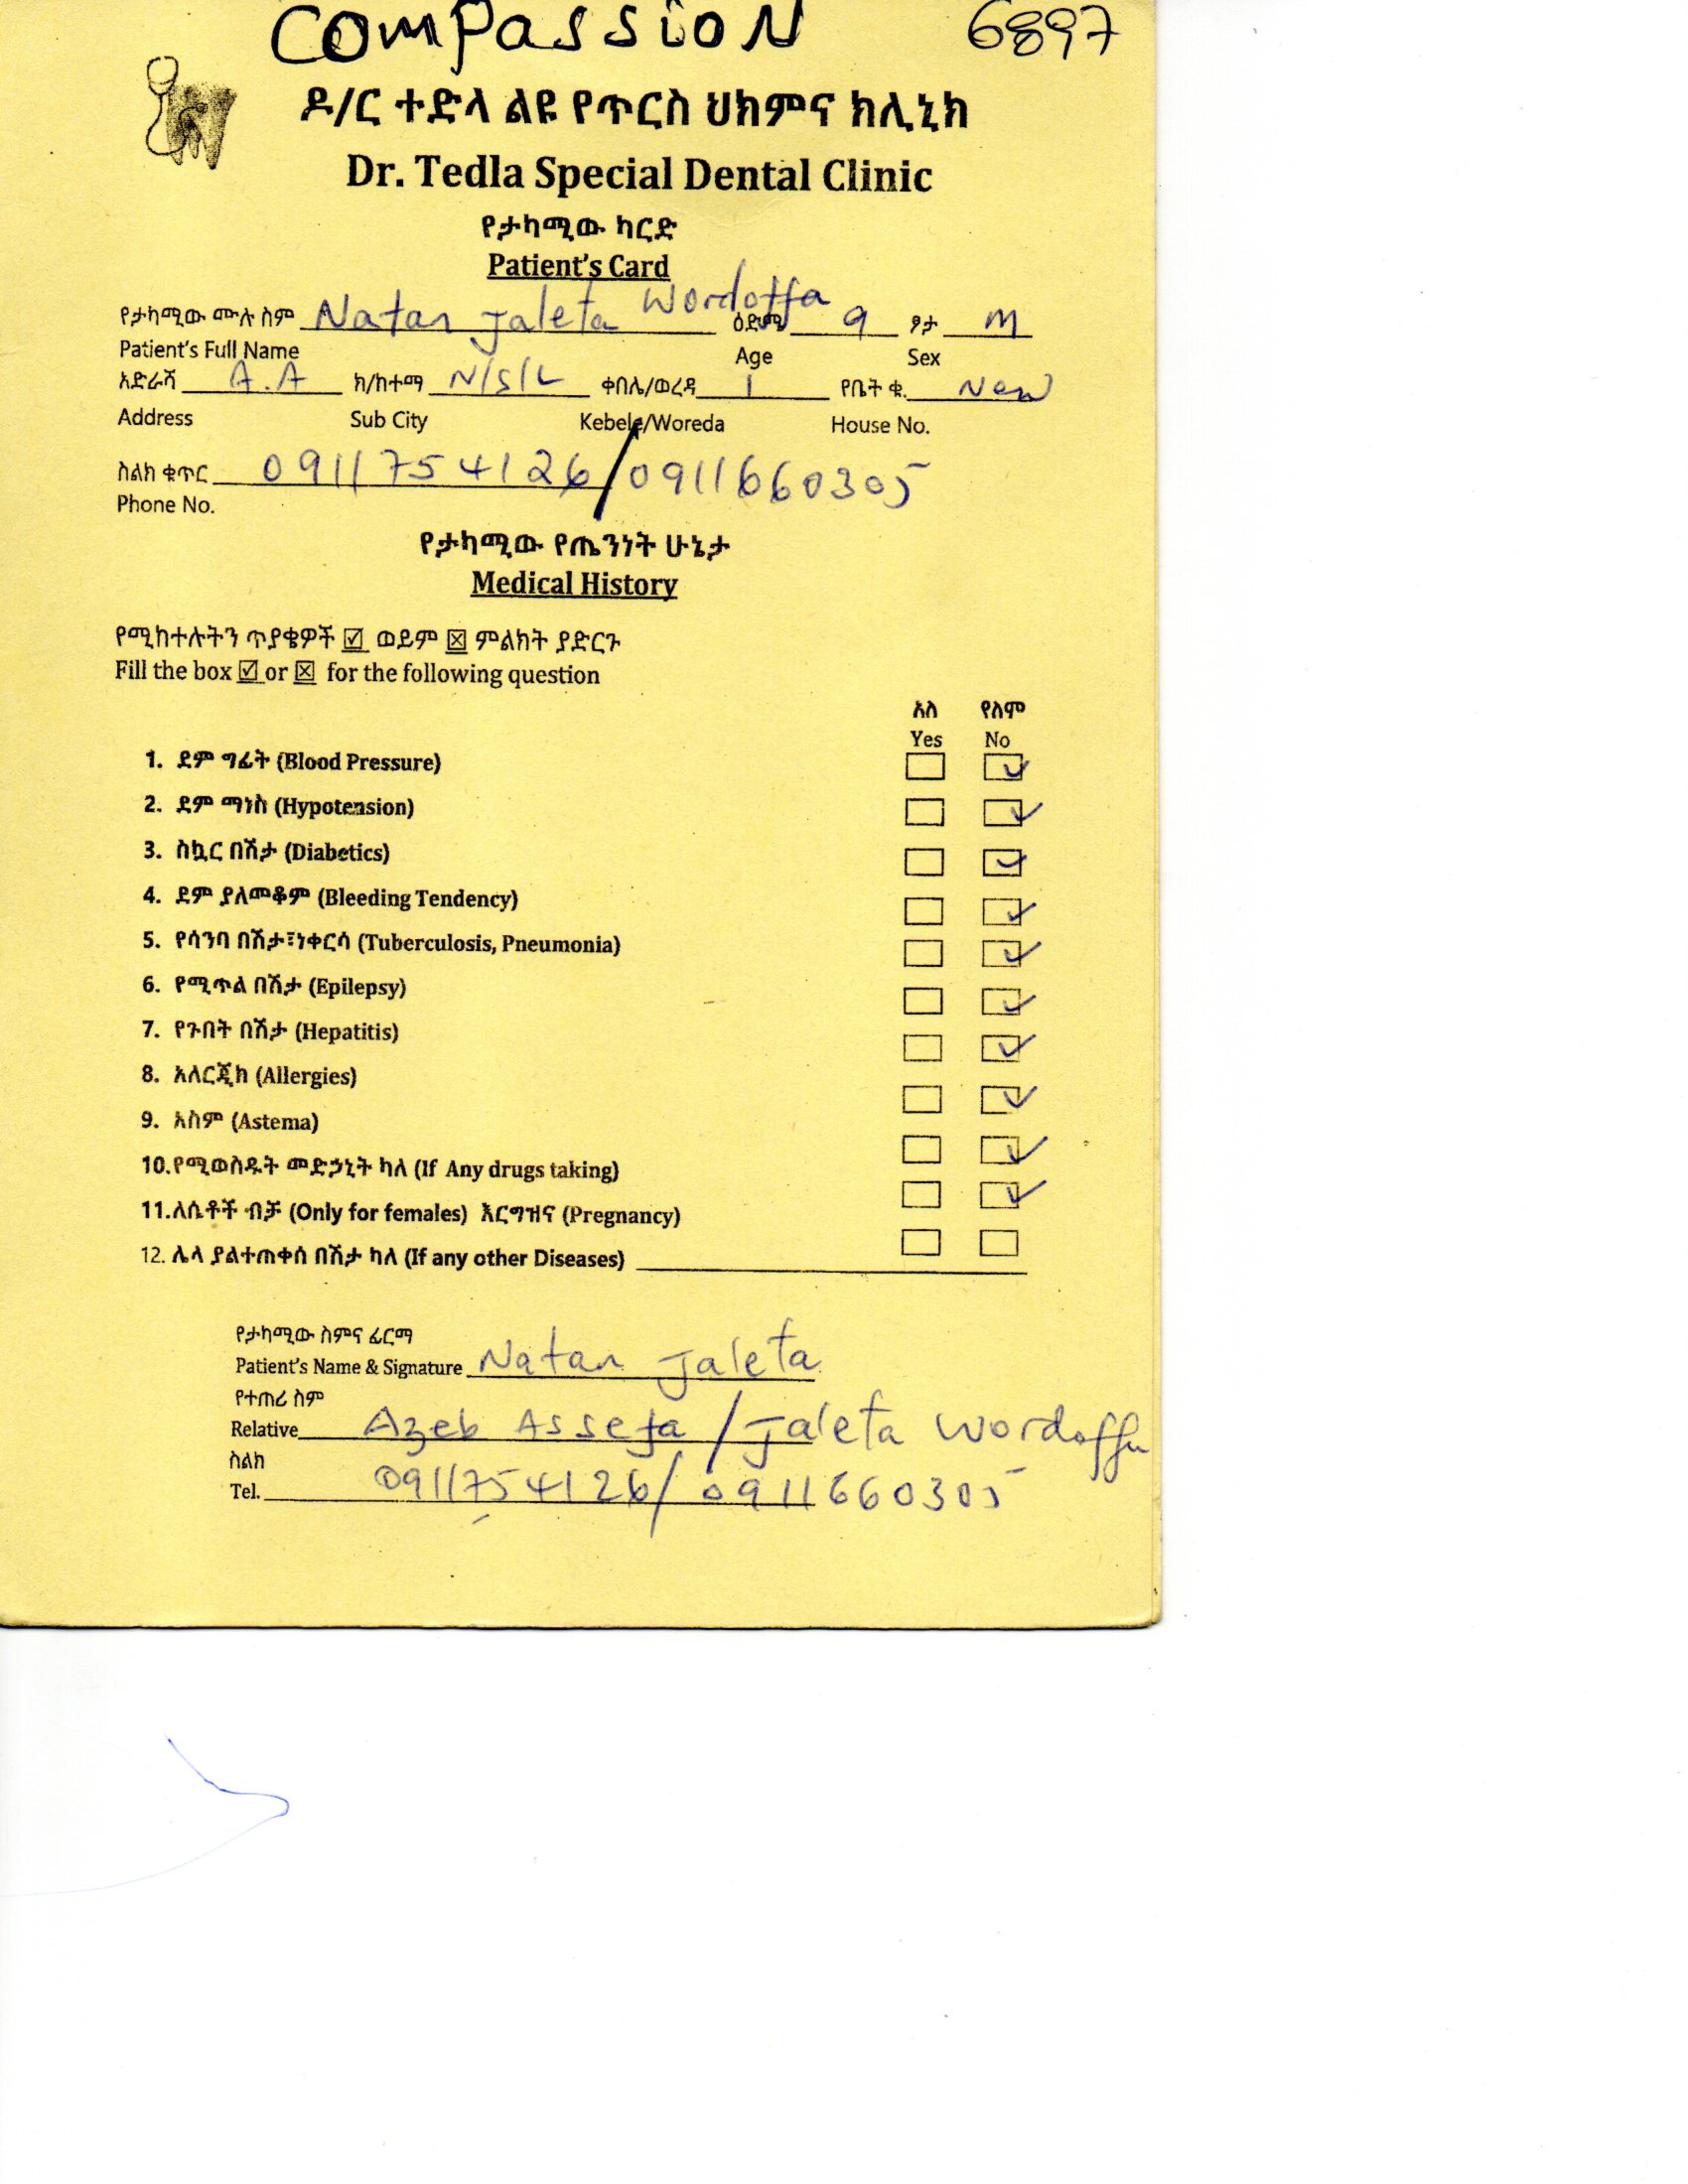 Compassion 6897
ዶ/ር ተድላ ልዩ የጥርስ ህክምና ክሊኒክ
Dr. Tedla Special Dental Clinic
የታካሚው ካርድ
Patient's Card
የታካሚው ሙሉ ስም Natan Jaleta Wordoffa ዕድሜ 9 ፆታ M
Patient's Full Name Age Sex
አድራሻ A.A ክ/ከተማ N/S/L ቀበሌ/ወረዳ 1 የቤት ቁ. New
Address Sub City Kebele/Woreda House No.
ስልክ ቁጥር 0911754126/0911660305
Phone No.
የታካሚው የጤንነት ሁኔታ
Medical History
የሚከተሉትን ጥያቄዎች ☑ ወይም ☒ ምልክት ያድርጉ
Fill the box ☑ or ☒ for the following question
አለ የለም
Yes No
1. ደም ግፊት (Blood Pressure) ☐ ☑
2. ደም ማነስ (Hypotension) ☐ ☑
3. ስኳር በሽታ (Diabetics) ☐ ☑
4. ደም ያለመቆም (Bleeding Tendency) ☐ ☑
5. የሳንባ በሽታ፣ነቀርሳ (Tuberculosis, Pneumonia) ☐ ☑
6. የሚጥል በሽታ (Epilepsy) ☐ ☑
7. የጉበት በሽታ (Hepatitis) ☐ ☑
8. አለርጂክ (Allergies) ☐ ☑
9. አስም (Astema) ☐ ☑
10.የሚወስዱት መድኃኒት ካለ (If Any drugs taking) ☐ ☑
11.ለሴቶች ብቻ (Only for females) እርግዝና (Pregnancy) ☐ ☐
12. ሌላ ያልተጠቀሰ በሽታ ካለ (If any other Diseases)
የታካሚው ስምና ፊርማ
Patient's Name & Signature Natan Jaleta
የተጠሪ ስም
Relative Azeb Assefa / Jaleta Wordoffa
ስልክ
Tel. 0911754126/ 0911660305